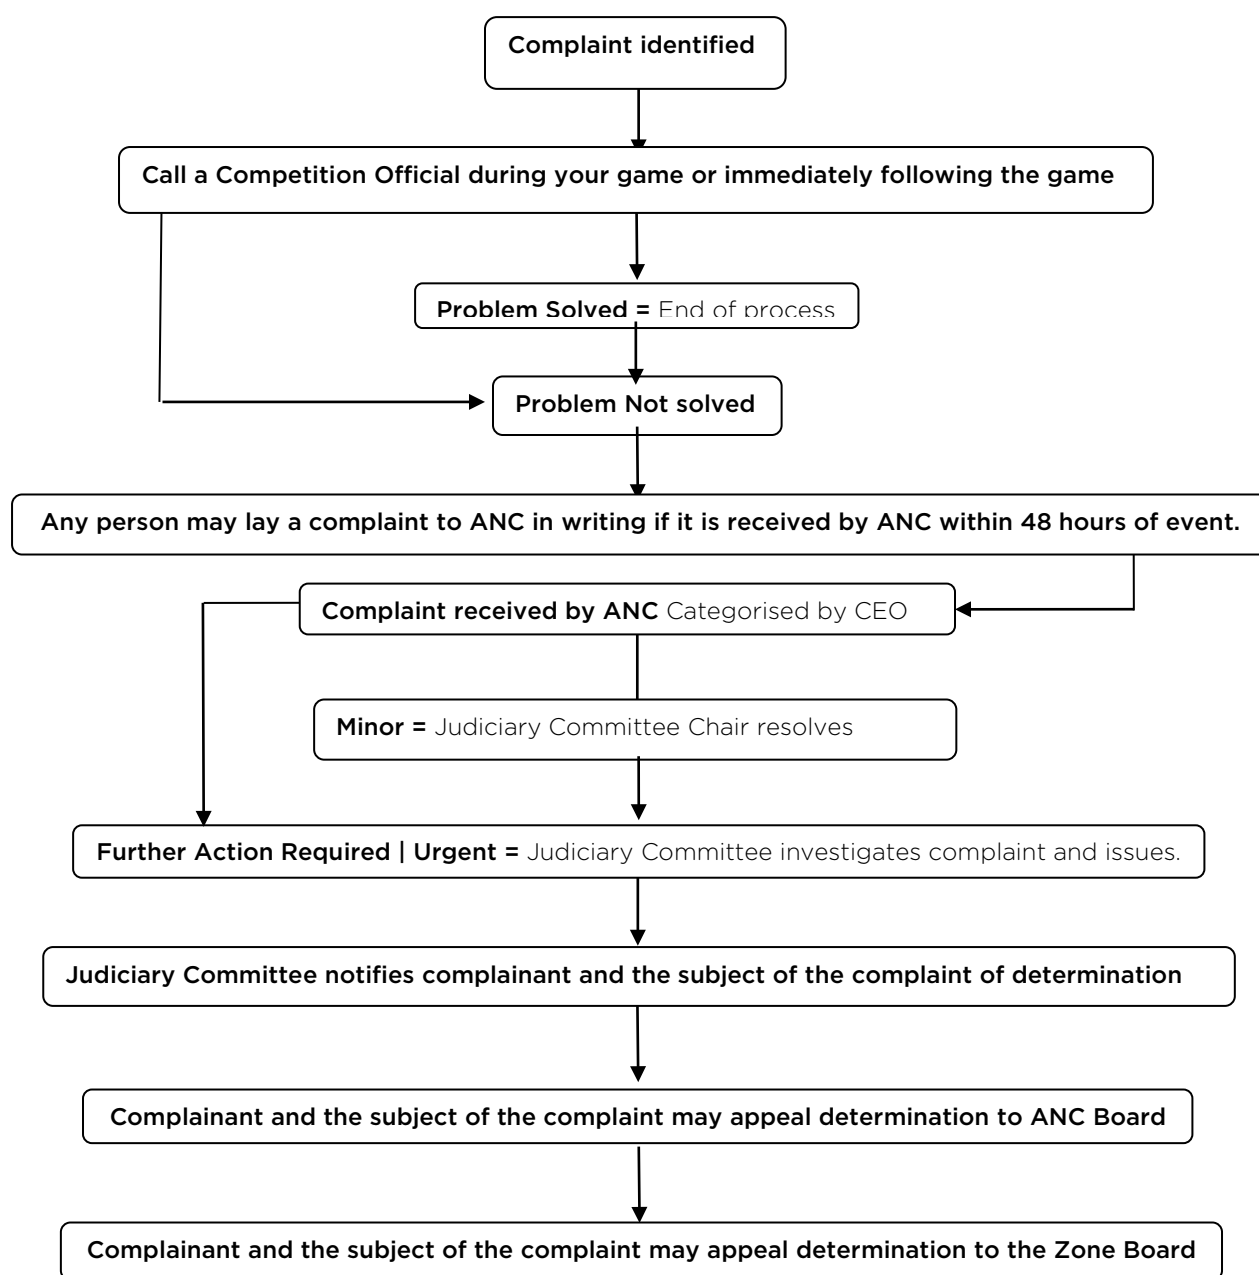 Complaint identified
Call a Competition Official during your game or immediately following the game
Problem Solved = End of process
Problem Not solved
Any person may lay a complaint to ANC in writing if it is received by ANC within 48 hours of event.
Complaint received by ANC Categorised by CEO
Minor = Judiciary Committee Chair resolves
Further Action Required | Urgent = Judiciary Committee investigates complaint and issues.
Judiciary Committee notifies complainant and the subject of the complaint of determination
Complainant and the subject of the complaint may appeal determination to ANC Board
Complainant and the subject of the complaint may appeal determination to the Zone Board